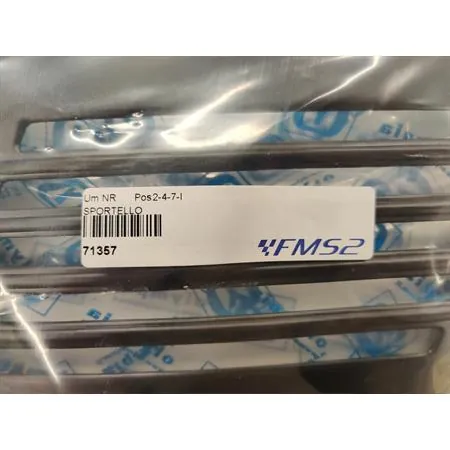 Um NR Pos2-4-7-I
SPORTELLO
71357
FMS2